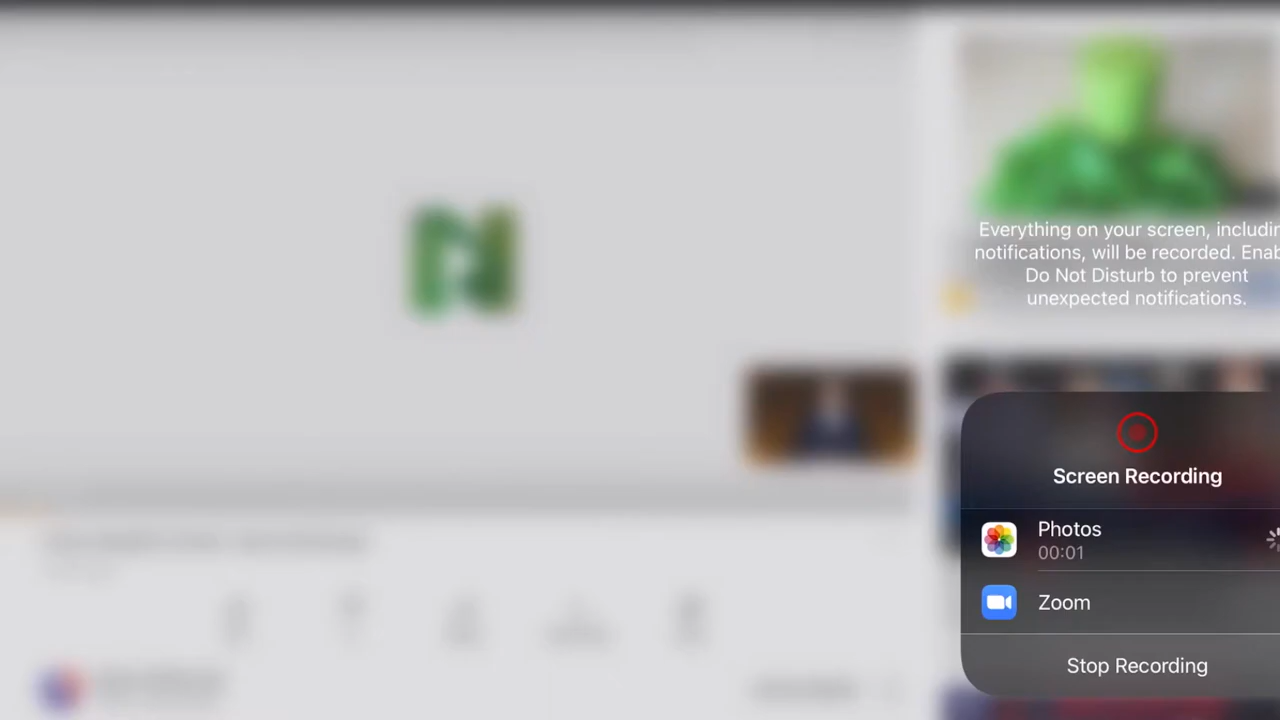 Everything on your screen, includin
notifications, will be recorded. Enab
Do Not Disturb to prevent
unexpected notifications.
Screen Recording
Photos
00:01
Zoom
Stop Recording